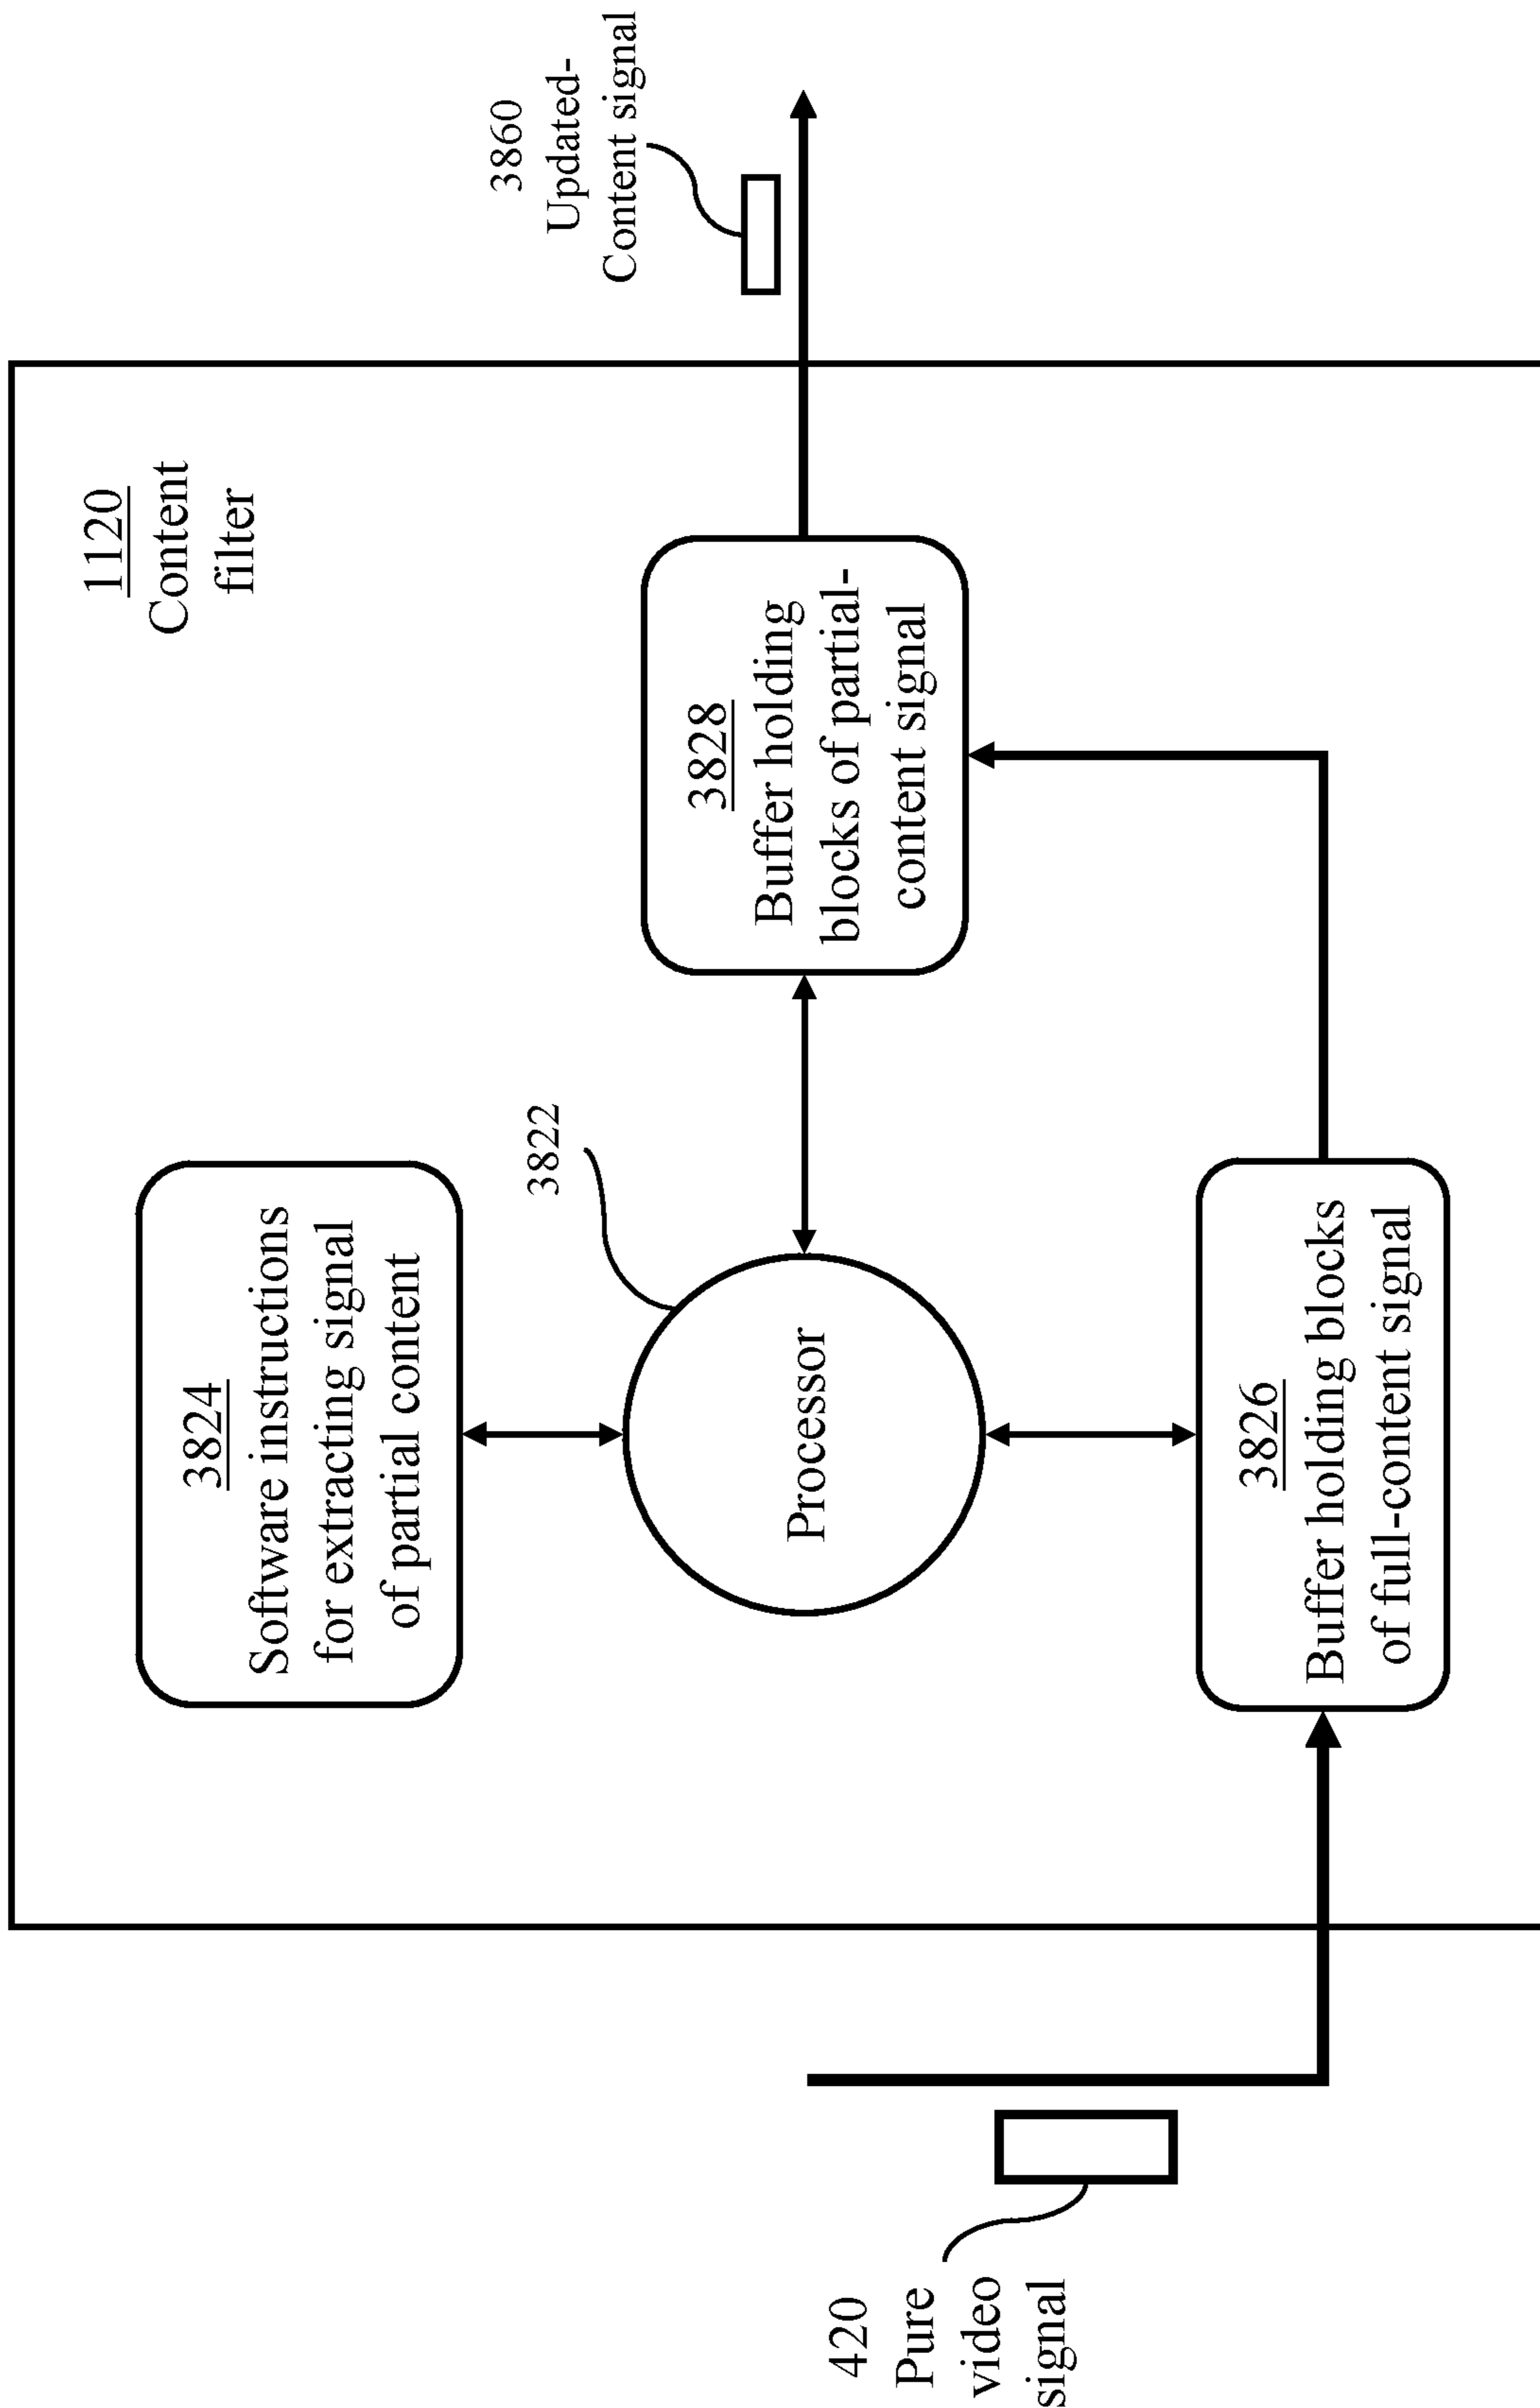 1120
Content
filter
3824
Software instructions
for extracting signal
of partial content
3822
Processor
3828
Buffer holding
blocks of partial-
content signal
3860
Updated-
Content signal
3826
Buffer holding blocks
of full-content signal
420
Pure
video
signal